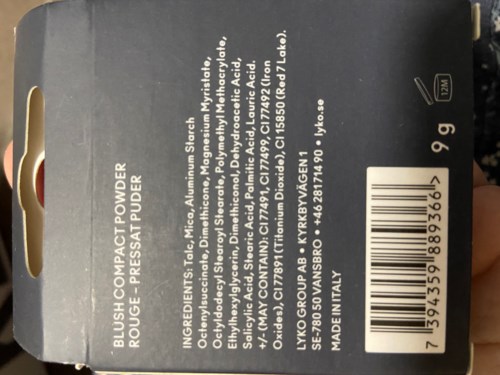 BLUSH COMPACT POWDER
ROUGE - PRESSAT PUDER
INGREDIENTS: Talc, Mica, Aluminum Starch
Octenylsuccinate, Dimethicone, Magnesium Myristate,
Octyldodecyl Stearoyl Stearate, Polymethyl Methacrylate,
Ethylhexylglycerin, Dimethiconol, Dehydroacetic Acid,
Salicylic Acid, Stearic Acid, Palmitic Acid, Lauric Acid.
+/- (MAY CONTAIN): CI 77491, CI 77499, CI 77492 (Iron
Oxides), CI 77891 (Titanium Dioxide), CI 15850 (Red 7 Lake).
LYKO GROUP AB • KYRKBYVÄGEN 1
SE-780 50 VANSBRO • +46 281 714 90 • lyko.se
MADE IN ITALY
12M
9 g
7 394359 889366 >